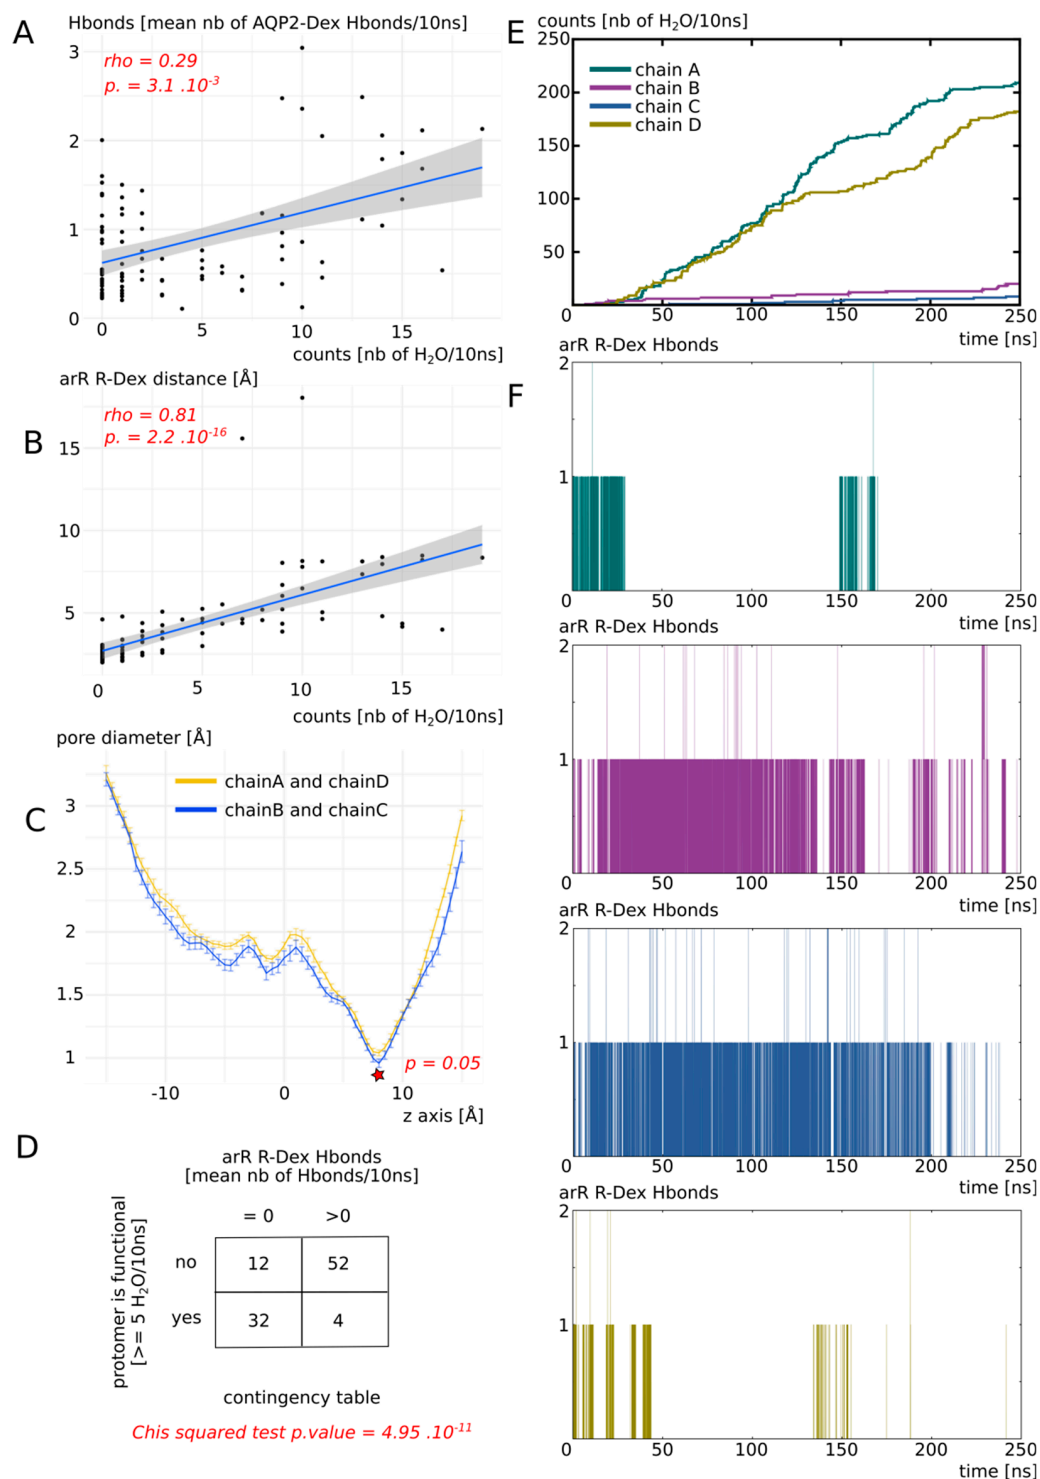 A
Hbonds [mean nb of AQP2-Dex Hbonds/10ns]
rho = 0.29
p. = 3.1 .10-3
3
2
1
0
0 5 10 15
counts [nb of H2O/10ns]
B
arR R-Dex distance [Å]
rho = 0.81
p. = 2.2 .10-16
15
10
5
0 5 10 15
counts [nb of H2O/10ns]
C
pore diameter [Å]
chainA and chainD
chainB and chainC
3
2.5
2
1.5
1
p = 0.05
-10 0 10
z axis [Å]
D
arR R-Dex Hbonds
[mean nb of Hbonds/10ns]
= 0 >0
protomer is functional
[>= 5 H2O/10ns]
no 12 52
yes 32 4
contingency table
Chis squared test p.value = 4.95 .10-11
E
counts [nb of H2O/10ns]
250
200
150
100
50
chain A
chain B
chain C
chain D
0 50 100 150 200 250
time [ns]
F
arR R-Dex Hbonds
2
1
0 50 100 150 200 250
time [ns]
arR R-Dex Hbonds
2
1
0 50 100 150 200 250
time [ns]
arR R-Dex Hbonds
2
1
0 50 100 150 200 250
time [ns]
arR R-Dex Hbonds
2
1
0 50 100 150 200 250
time [ns]